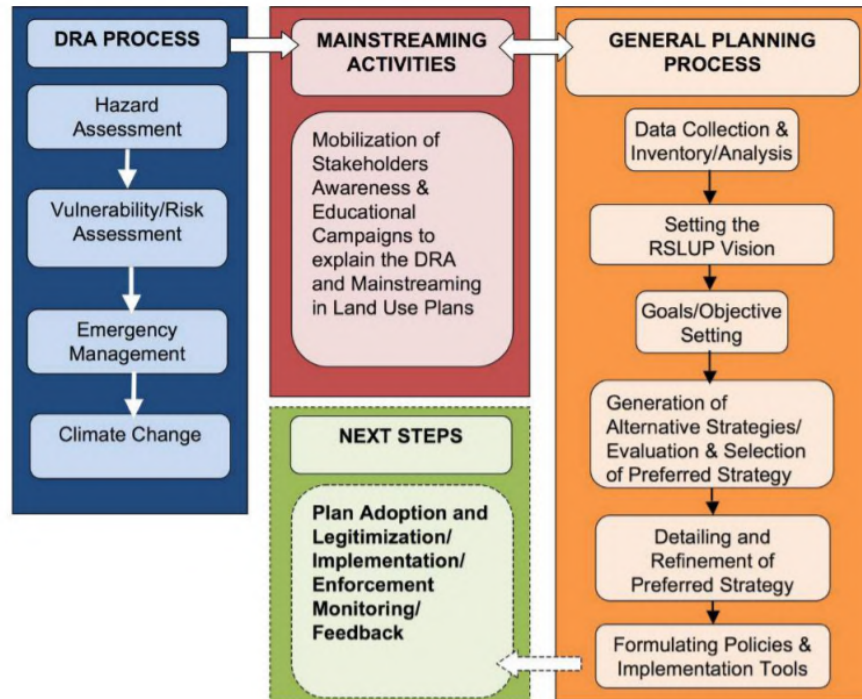 DRA PROCESS
Hazard
Assessment
Vulnerability/Risk
Assessment
Emergency
Management
Climate Change
MAINSTREAMING
ACTIVITIES
Mobilization of
Stakeholders
Awareness &
Educational
Campaigns to
explain the DRA
and Mainstreaming
in Land Use Plans
NEXT STEPS
Plan Adoption and
Legitimization/
Implementation/
Enforcement
Monitoring/
Feedback
GENERAL PLANNING
PROCESS
Data Collection &
Inventory/Analysis
Setting the
RSLUP Vision
Goals/Objective
Setting
Generation of
Alternative Strategies/
Evaluation & Selection
of Preferred Strategy
Detailing and
Refinement of
Preferred Strategy
Formulating Policies &
Implementation Tools